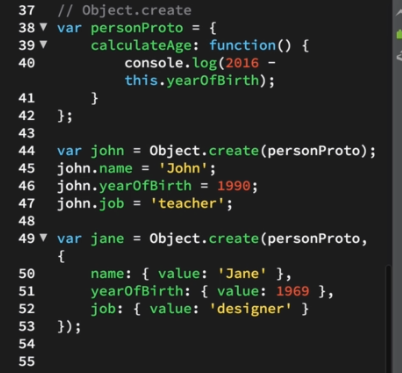 37 // Object.create
38 var personProto = {
39 calculateAge: function() {
40 console.log(2016 -
this.yearOfBirth);
41 }
42 };
43
44 var john = Object.create(personProto);
45 john.name = 'John';
46 john.yearOfBirth = 1990;
47 john.job = 'teacher';
48
49 var jane = Object.create(personProto,
{
50 name: { value: 'Jane' },
51 yearOfBirth: { value: 1969 },
52 job: { value: 'designer' }
53 });
54
55